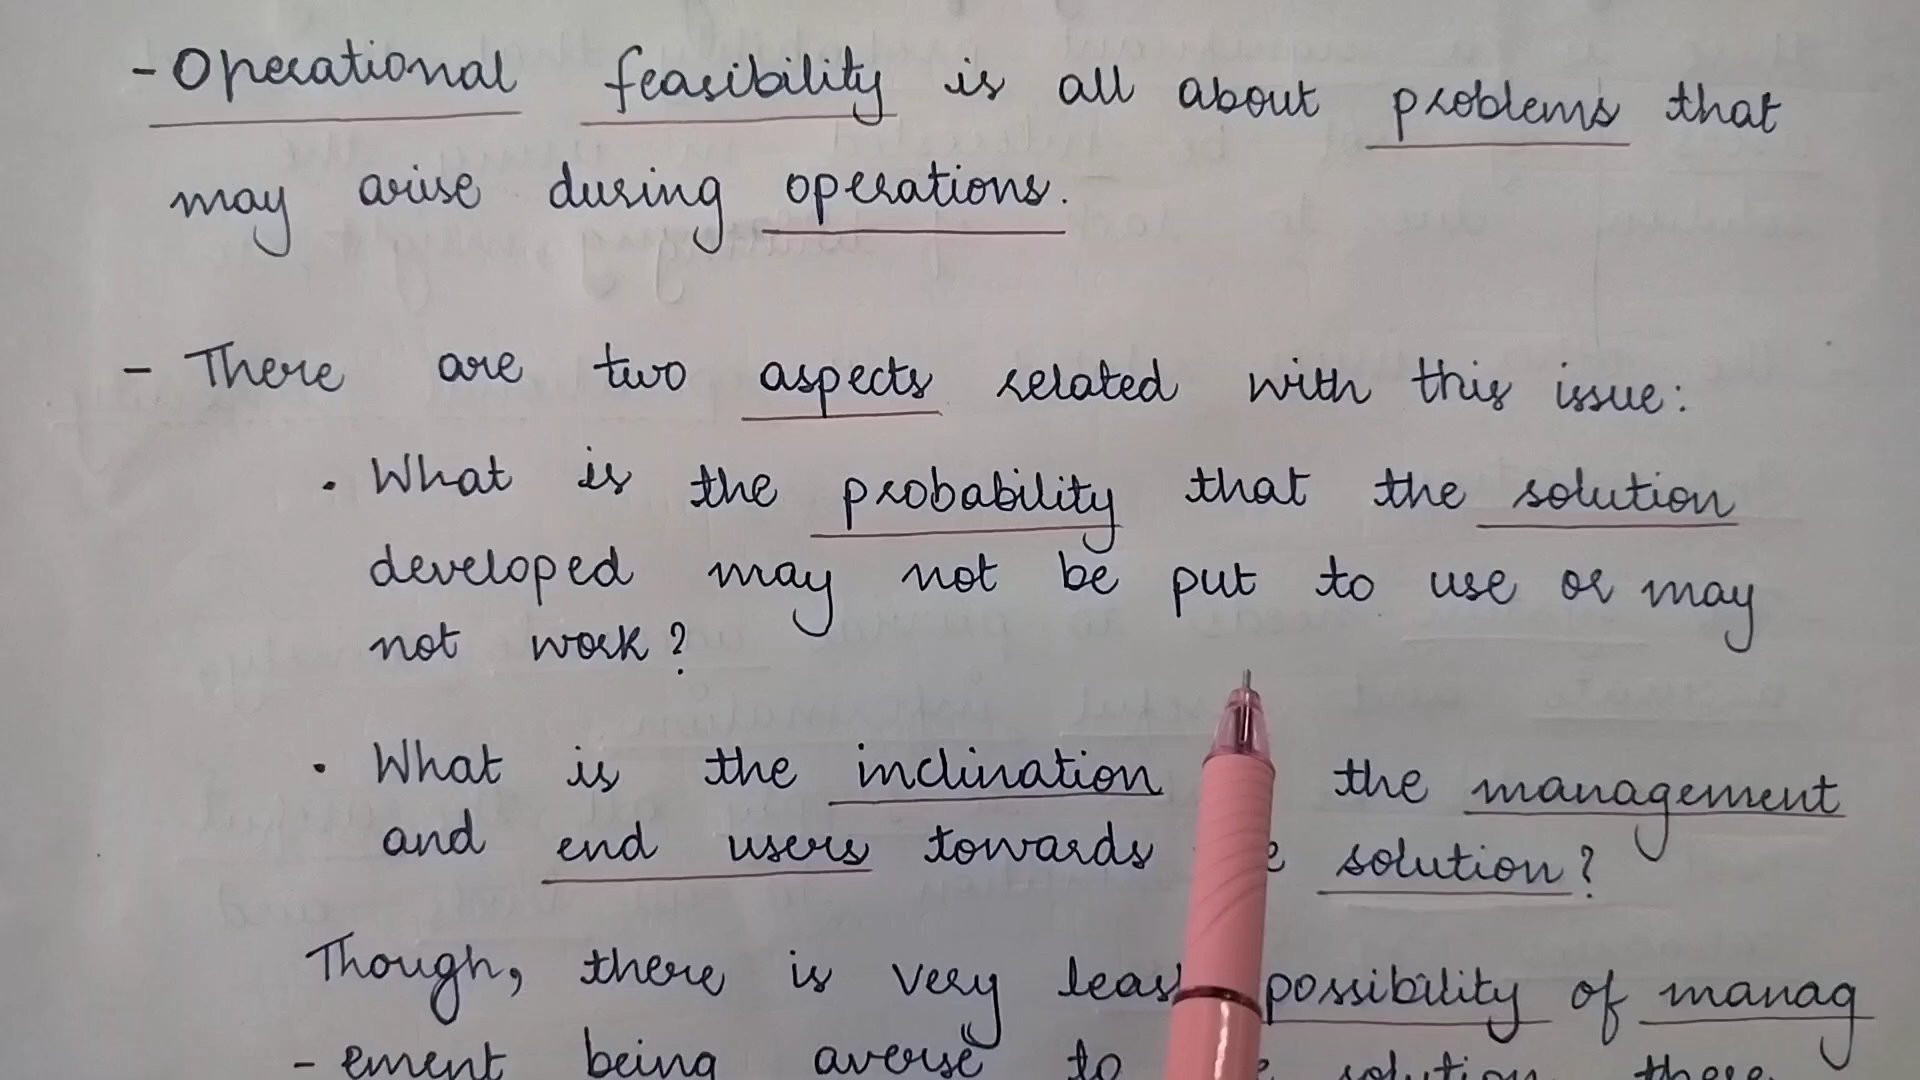 - Operational feasibility is all about problems that
may arise during operations.
- There are two aspects related with this issue:
. What is the probability that the solution
developed may not be put to use or may
not work?
. What is the inclination the management
and end users towards solution?
Though, there is very possibility of manag
- ement being averse to solution there